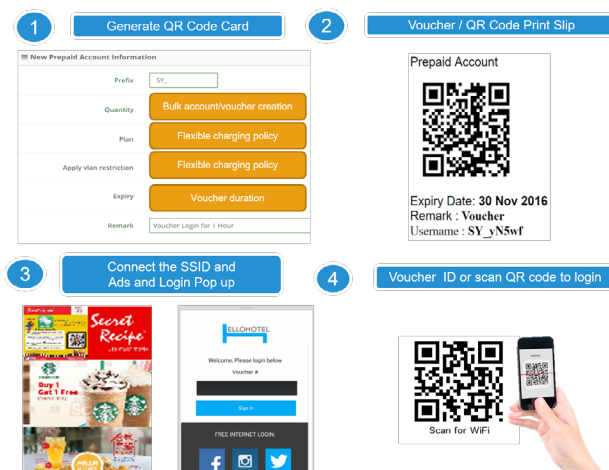 1
Generate QR Code Card
New Prepaid Account Information
Prefix
SY_
Quantity
Bulk account/voucher creation
Plan
Flexible charging policy
Apply vlan restriction
Flexible charging policy
Expiry
Voucher duration
Remark
Voucher Login for 1 Hour
2
Voucher / QR Code Print Slip
Prepaid Account
Expiry Date: 30 Nov 2016
Remark : Voucher
Username : SY_yN5wf
3
Connect the SSID and
Ads and Login Pop up
Secret
Recipe
Buy 1
Get 1 Free
ELLOHOTEL
Welcome, Please login below
Voucher #
Sign In
FREE INTERNET LOGIN:
4
Voucher ID or scan QR code to login
Scan for WiFi